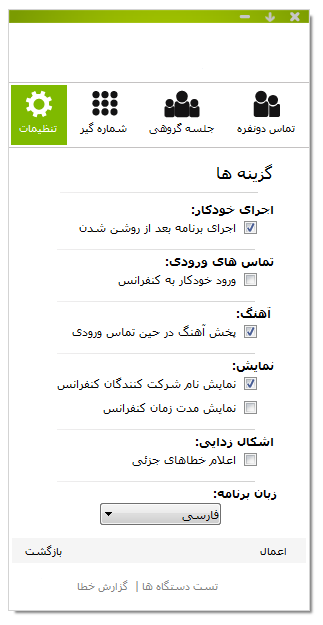 تماس دونفره جلسه گروهی شماره گیر تنظیمات
گزینه ها
اجرای خودکار:
اجرای برنامه بعد از روشن شدن
تماس های ورودی:
ورود خودکار به کنفرانس
آهنگ:
پخش آهنگ در حین تماس ورودی
نمایش:
نمایش نام شرکت کنندگان کنفرانس
نمایش مدت زمان کنفرانس
اشکال زدایی:
اعلام خطاهای جزئی
زبان برنامه:
فارسی
اعمال بازگشت
تست دستگاه ها | گزارش خطا